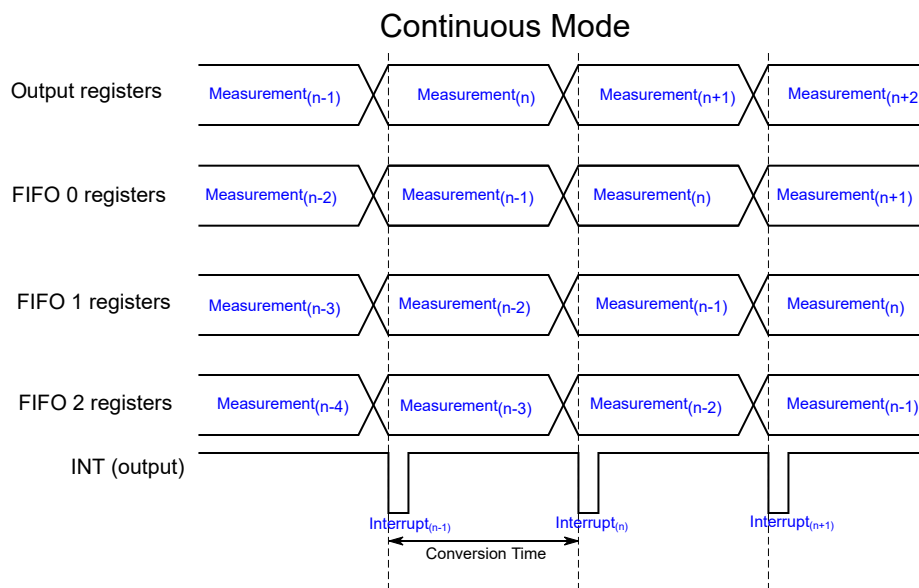 Continuous Mode
Output registers Measurement(n-1) Measurement(n) Measurement(n+1) Measurement(n+2
FIFO 0 registers Measurement(n-2) Measurement(n-1) Measurement(n) Measurement(n+1)
FIFO 1 registers Measurement(n-3) Measurement(n-2) Measurement(n-1) Measurement(n)
FIFO 2 registers Measurement(n-4) Measurement(n-3) Measurement(n-2) Measurement(n-1)
INT (output)
Interrupt(n-1) Interrupt(n) Interrupt(n+1)
Conversion Time